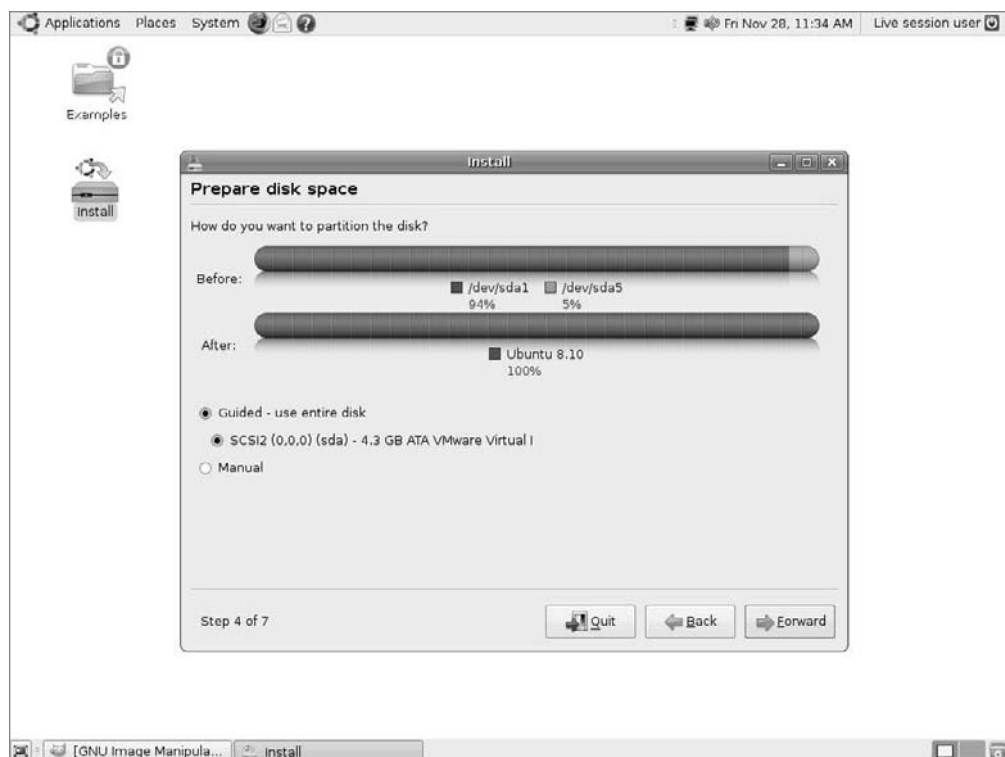 Applications Places System Fri Nov 28, 11:34 AM Live session user
Examples
Install
Install
Prepare disk space
How do you want to partition the disk?
Before:
/dev/sda1 /dev/sda5
94% 5%
After:
Ubuntu 8.10
100%
Guided - use entire disk
SCSI2 (0,0,0) (sda) - 4.3 GB ATA VMware Virtual I
Manual
Step 4 of 7 Quit Back Forward
[GNU Image Manipula... Install